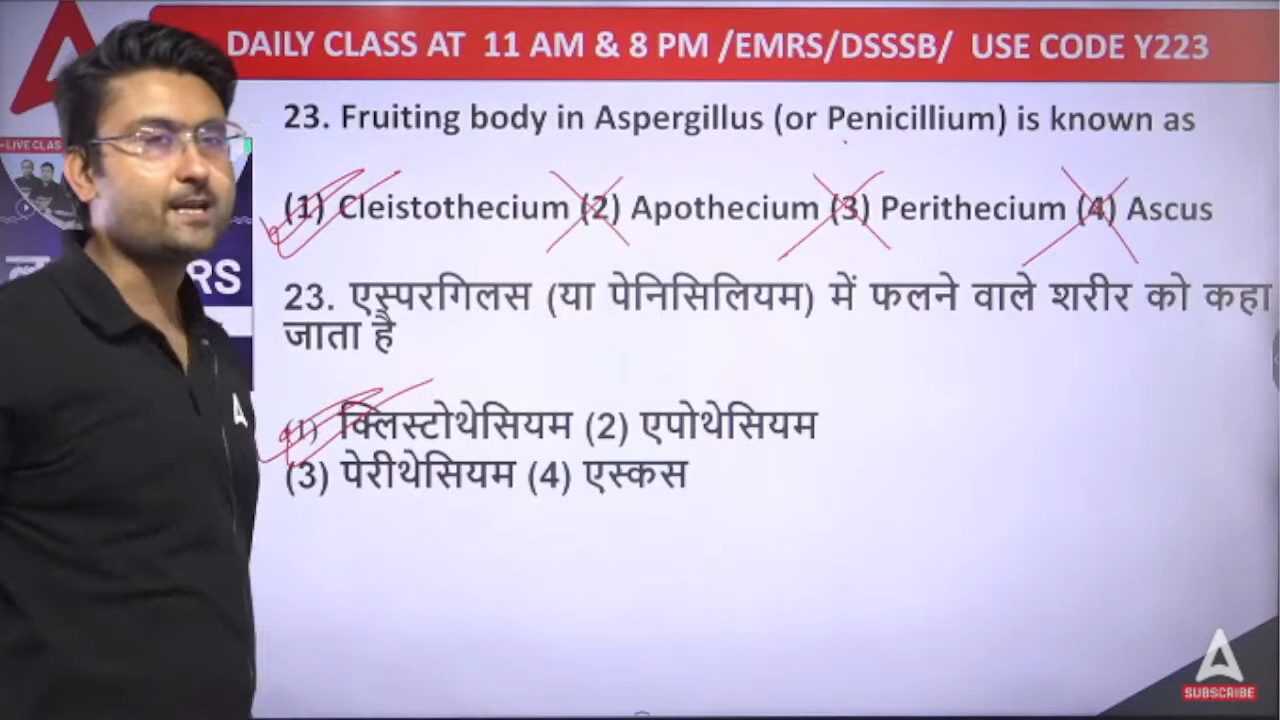 DAILY CLASS AT 11 AM & 8 PM /EMRS/DSSSB/ USE CODE Y223
LIVE CLAS
23. Fruiting body in Aspergillus (or Penicillium) is known as
(1) Cleistothecium (2) Apothecium (3) Perithecium (4) Ascus
RS
23. एस्परगिलस (या पेनिसिलियम) में फलने वाले शरीर को कहा
जाता है
(1) क्लिस्टोथेसियम (2) एपोथेसियम
(3) पेरीथेसियम (4) एस्कस
A
SUBSCRIBE